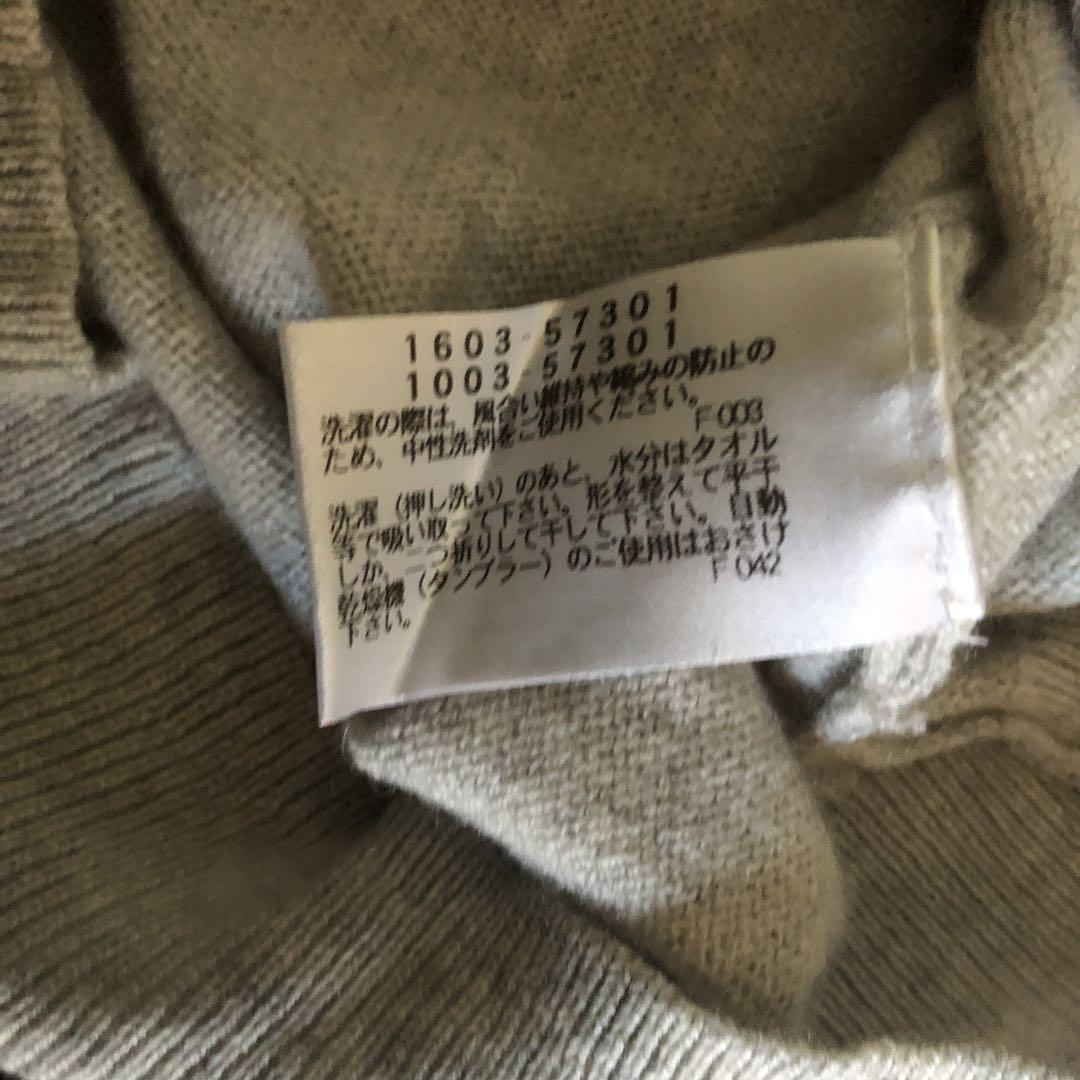 1603-57301
1003-57301
洗濯の際は、風合い維持や縮みの防止の
ため、中性洗剤をご使用ください。
F 003
洗濯（押し洗い）のあと、水分はタオル
等で吸い取って下さい。形を整えて平干
しか、二つ折りして干して下さい。自動
乾燥機（タンブラー）のご使用はおさけ
下さい。
F 042